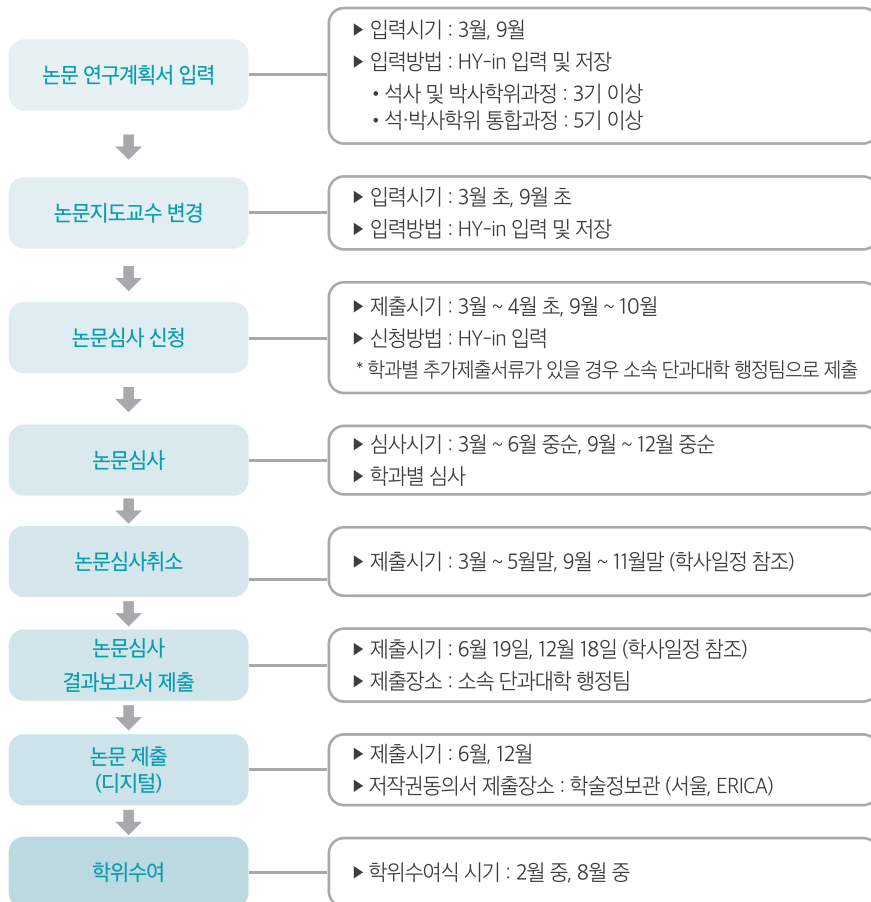 논문 연구계획서 입력
▶ 입력시기 : 3월, 9월
▶ 입력방법 : HY-in 입력 및 저장
• 석사 및 박사학위과정 : 3기 이상
• 석·박사학위 통합과정 : 5기 이상
논문지도교수 변경
▶ 입력시기 : 3월 초, 9월 초
▶ 입력방법 : HY-in 입력 및 저장
논문심사 신청
▶ 제출시기 : 3월 ~ 4월 초, 9월 ~ 10월
▶ 신청방법 : HY-in 입력
* 학과별 추가제출서류가 있을 경우 소속 단과대학 행정팀으로 제출
논문심사
▶ 심사시기 : 3월 ~ 6월 중순, 9월 ~ 12월 중순
▶ 학과별 심사
논문심사취소
▶ 제출시기 : 3월 ~ 5월말, 9월 ~ 11월말 (학사일정 참조)
논문심사
결과보고서 제출
▶ 제출시기 : 6월 19일, 12월 18일 (학사일정 참조)
▶ 제출장소 : 소속 단과대학 행정팀
논문 제출
(디지털)
▶ 제출시기 : 6월, 12월
▶ 저작권동의서 제출장소 : 학술정보관 (서울, ERICA)
학위수여
▶ 학위수여식 시기 : 2월 중, 8월 중